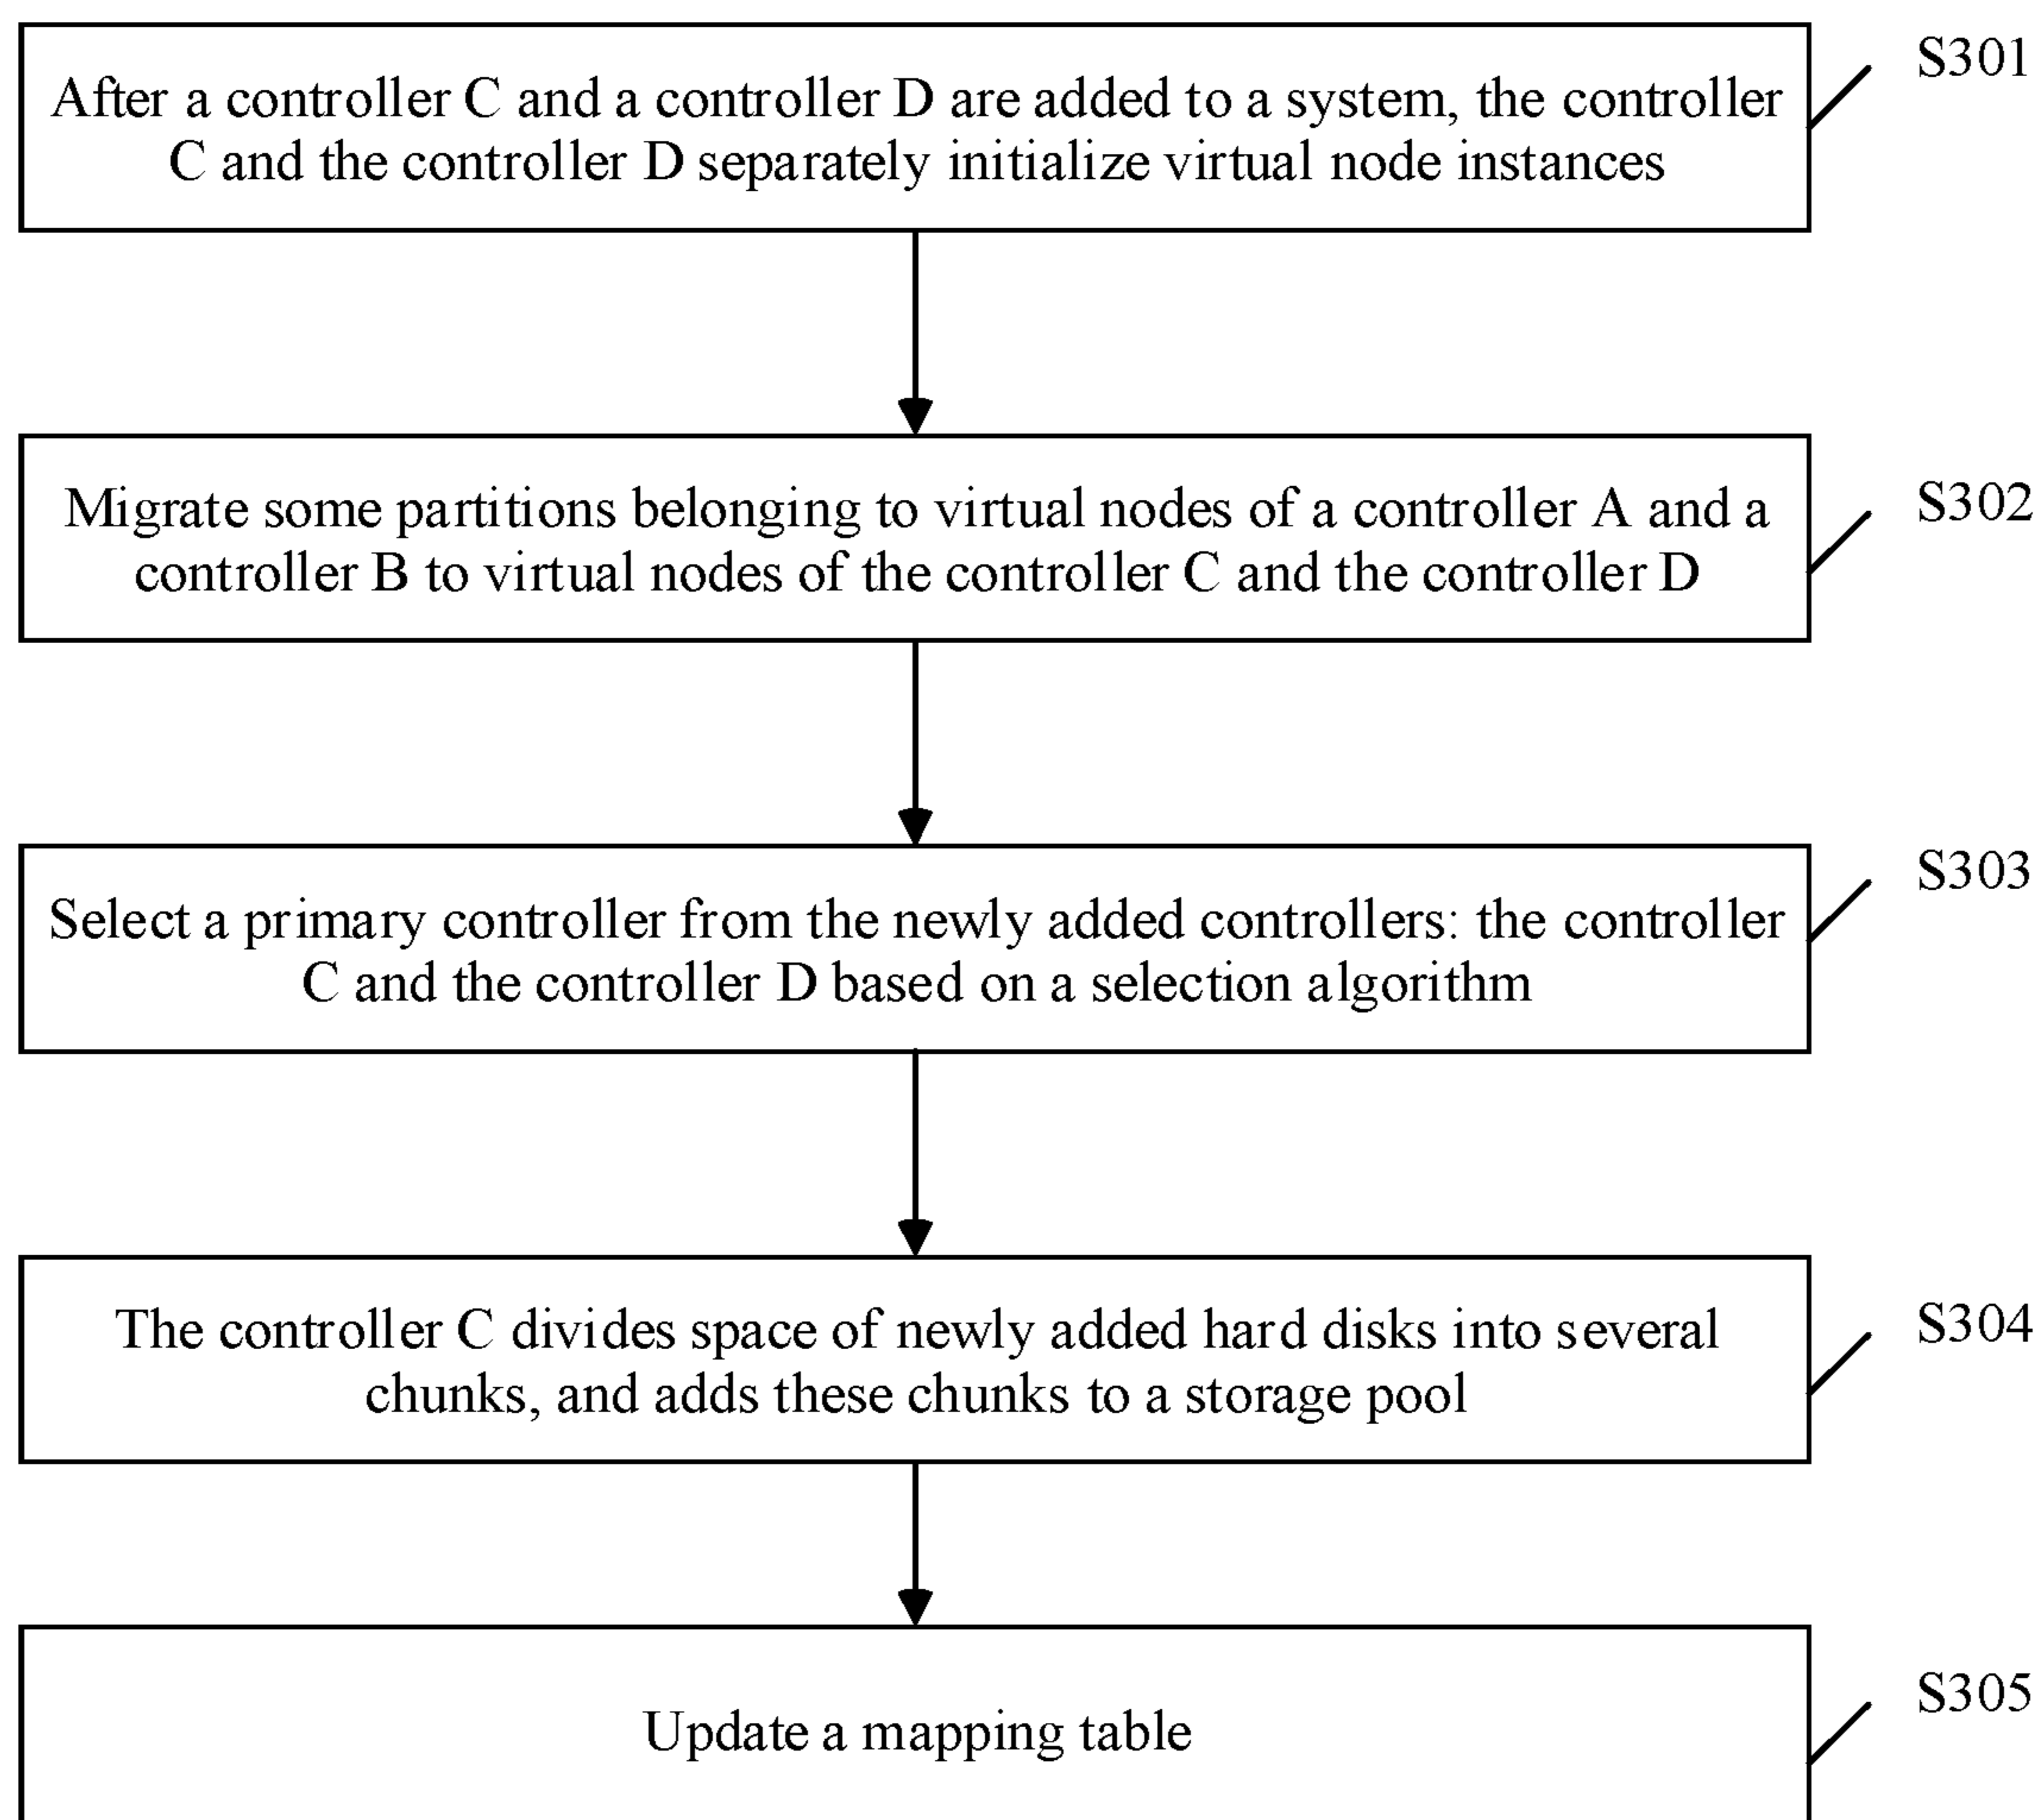 After a controller C and a controller D are added to a system, the controller
C and the controller D separately initialize virtual node instances
S301
Migrate some partitions belonging to virtual nodes of a controller A and a
controller B to virtual nodes of the controller C and the controller D
S302
Select a primary controller from the newly added controllers: the controller
C and the controller D based on a selection algorithm
S303
The controller C divides space of newly added hard disks into several
chunks, and adds these chunks to a storage pool
S304
Update a mapping table
S305